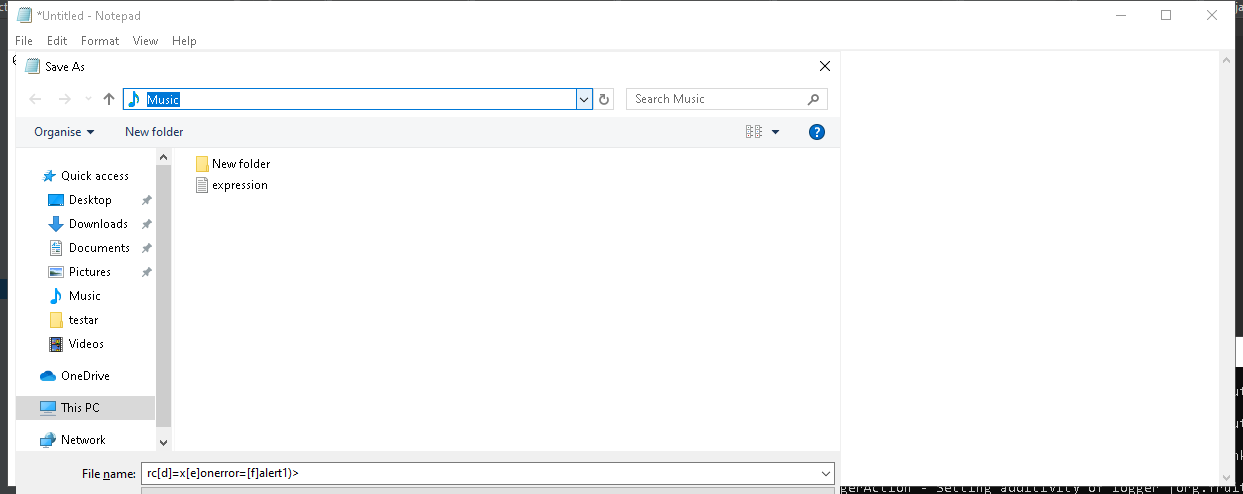 *Untitled - Notepad
File Edit Format View Help
Save As
Music
Search Music
Organise New folder
New folder
expression
Quick access
Desktop
Downloads
Documents
Pictures
Music
testar
Videos
OneDrive
This PC
Network
File name: rc[d]=x[e]onerror=[f]alert1)>
gerAction - Setting additivity of logger [org.fruit